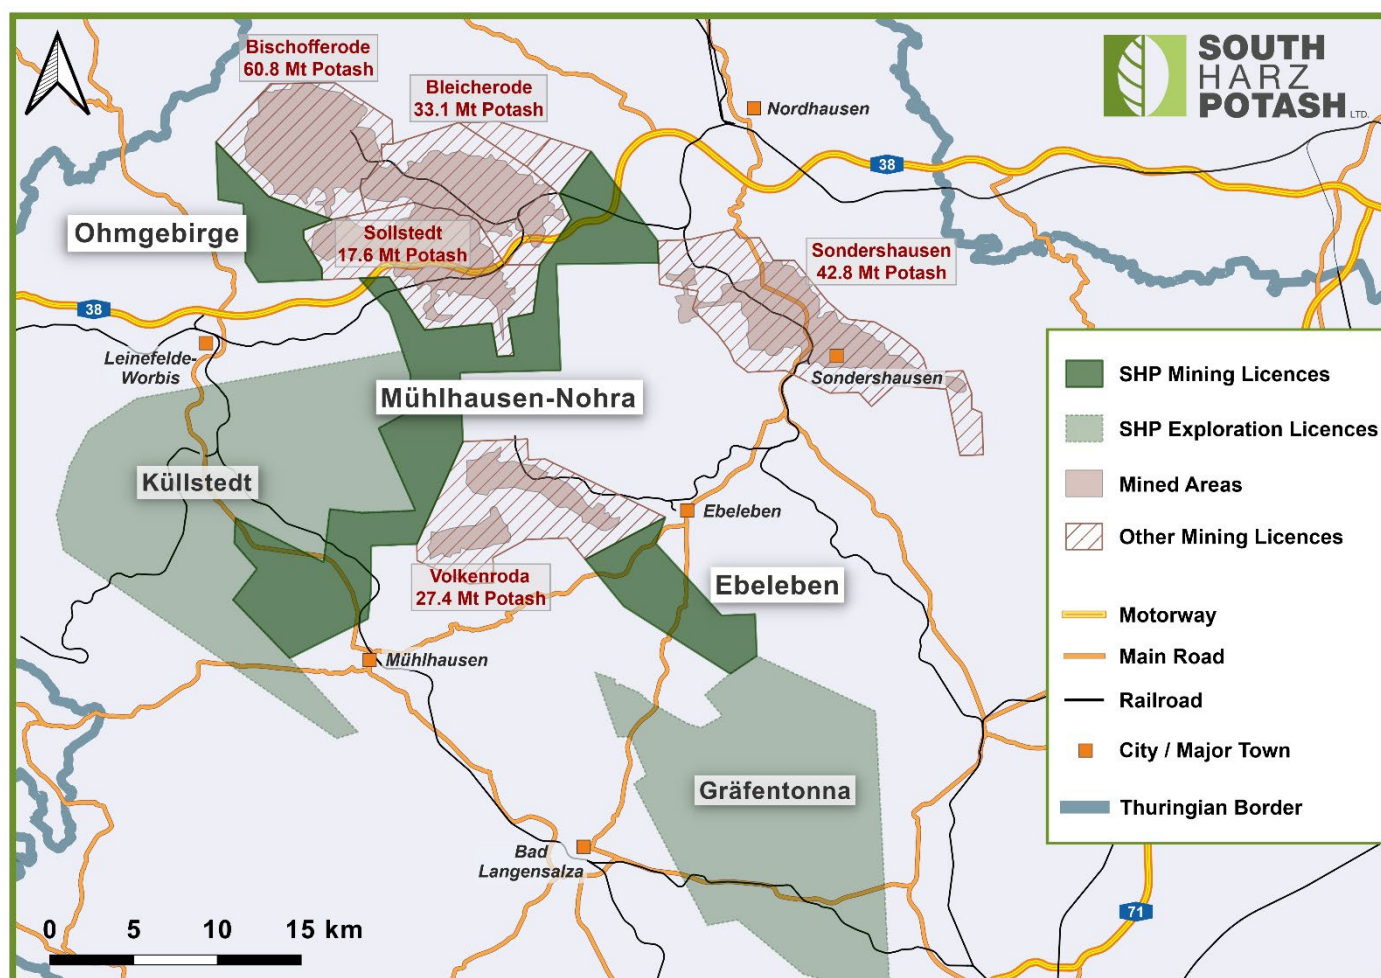 Bischofferode
60.8 Mt Potash
Bleicherode
33.1 Mt Potash
SOUTH
HARZ
POTASH LTD.
Nordhausen
38
Ohmgebirge
Sollstedt
17.6 Mt Potash
Sondershausen
42.8 Mt Potash
38
Leinefelde-
Worbis
Sondershausen
Mühlhausen-Nohra
Küllstedt
Ebeleben
Volkenroda
27.4 Mt Potash
Ebeleben
Mühlhausen
Gräfentonna
Bad
Langensalza
71
0 5 10 15 km
SHP Mining Licences
SHP Exploration Licences
Mined Areas
Other Mining Licences
Motorway
Main Road
Railroad
City / Major Town
Thuringian Border